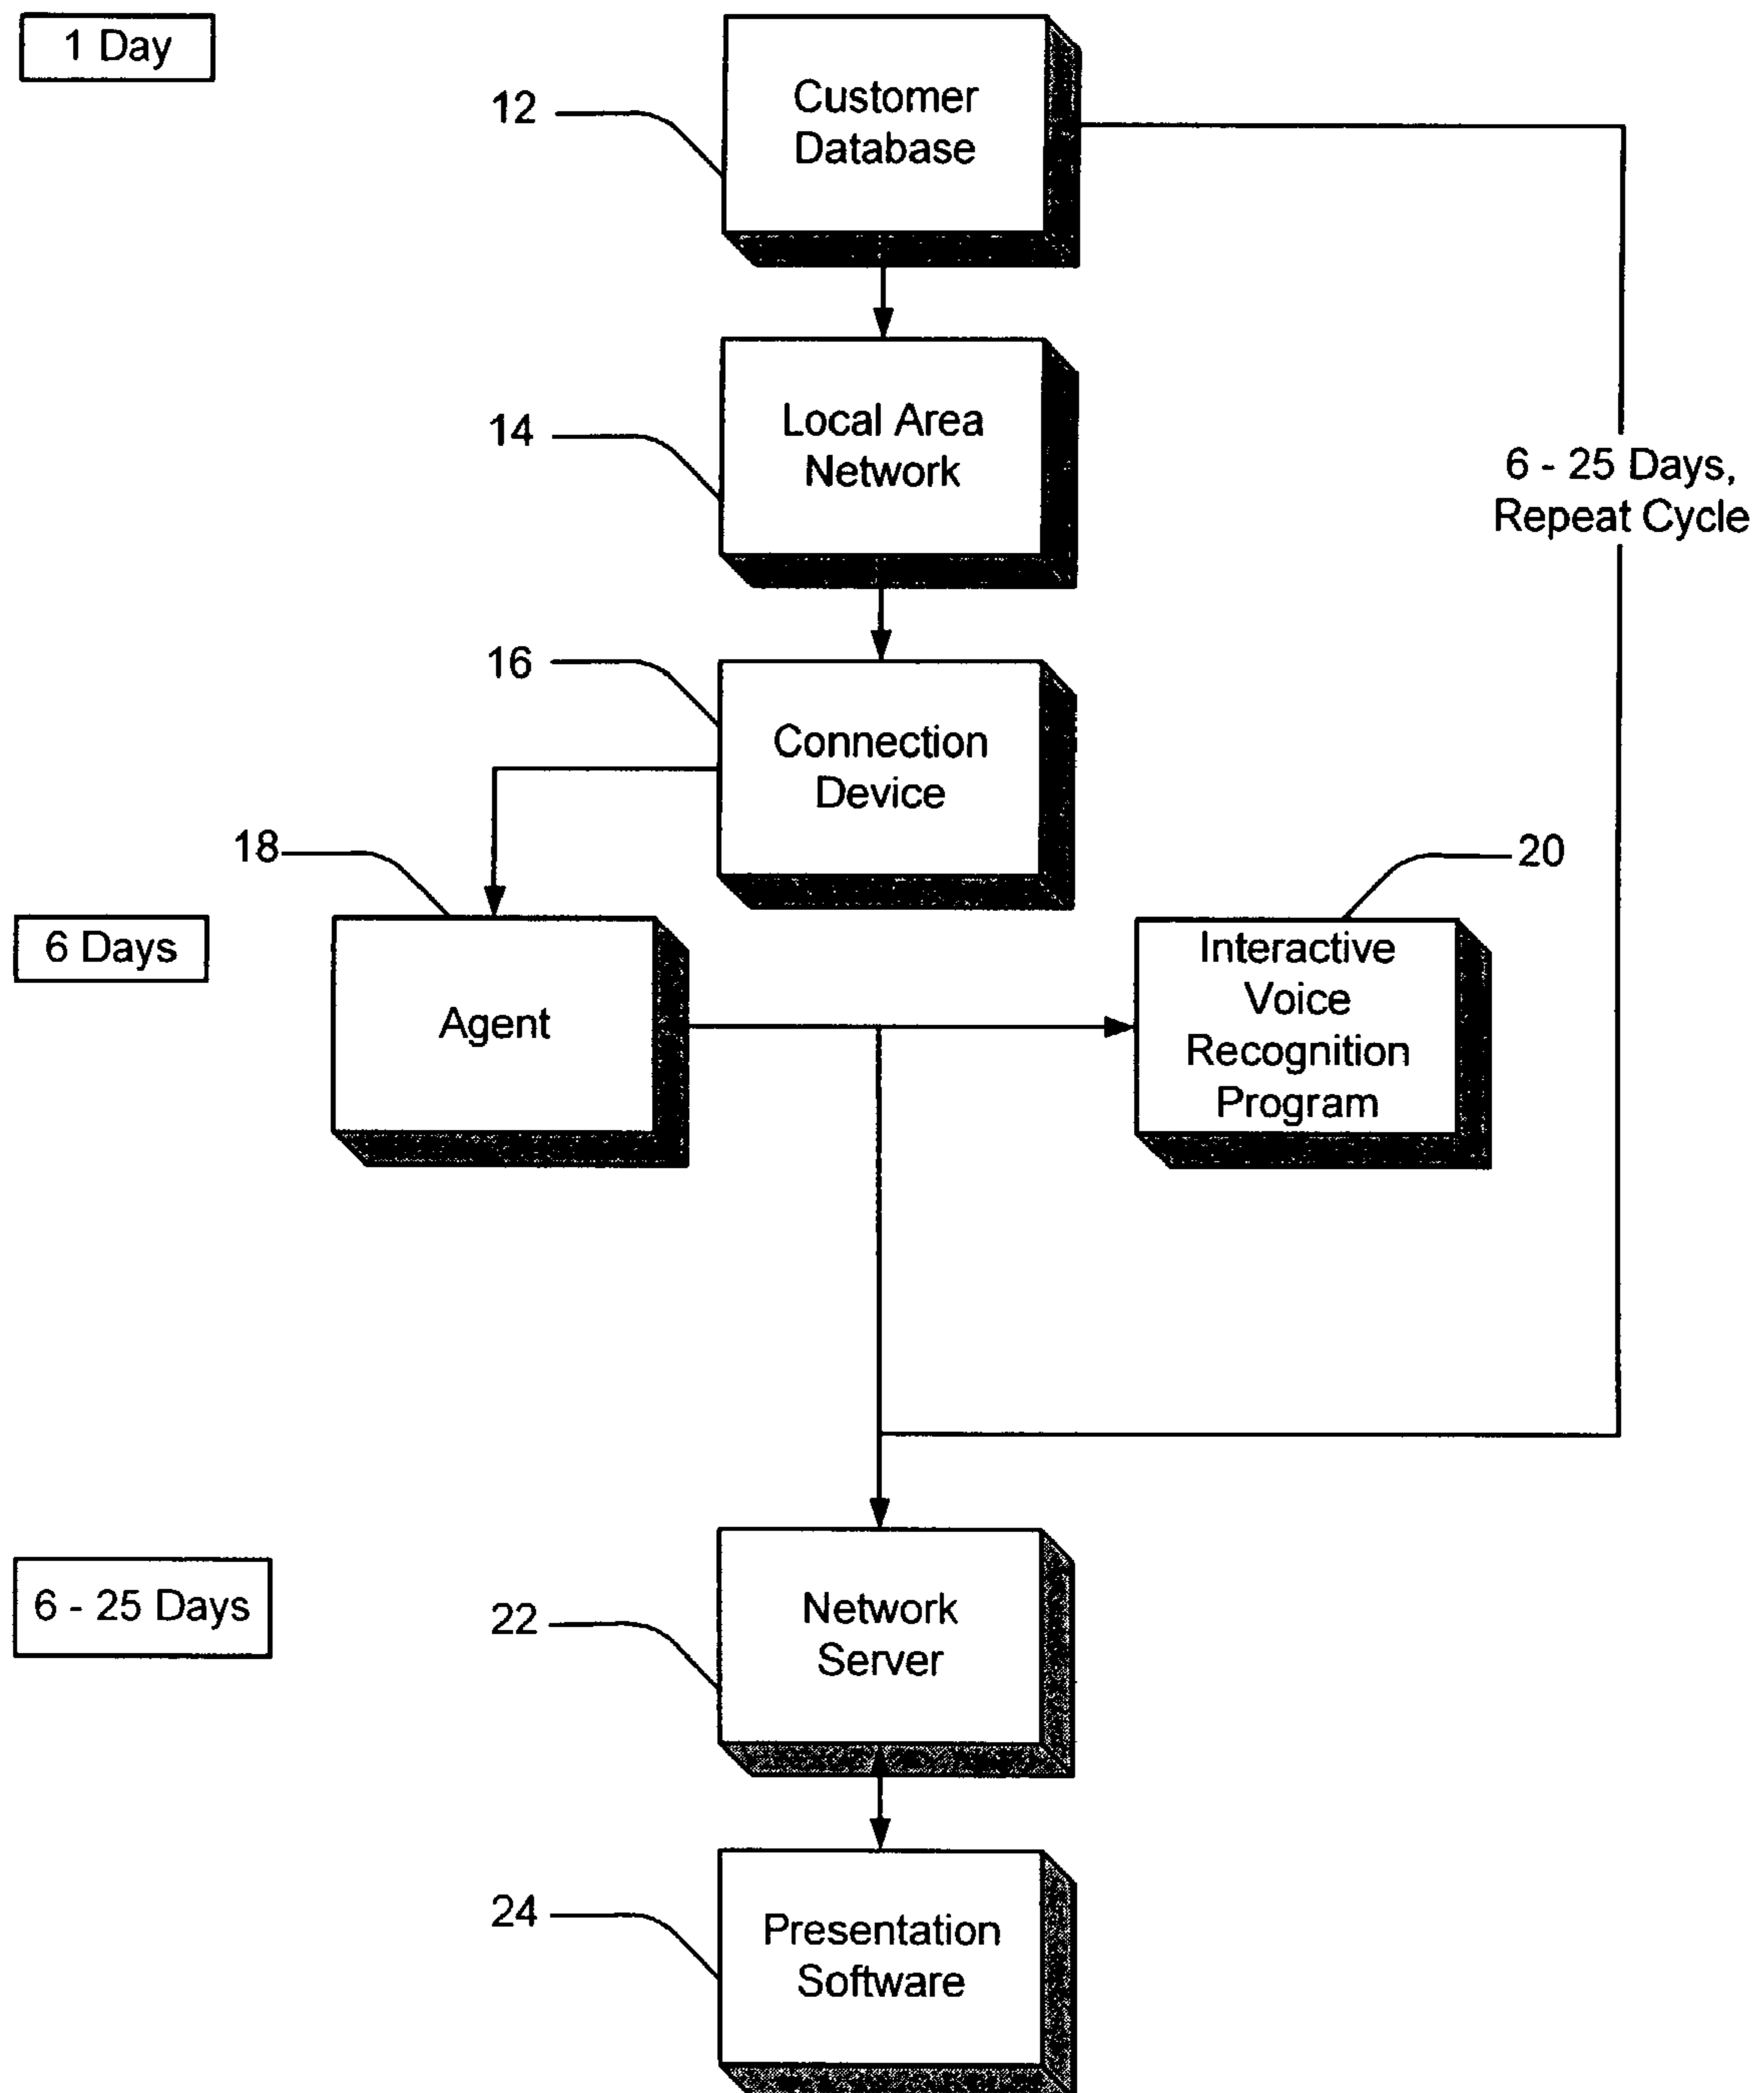 1 Day
12
Customer
Database
14
Local Area
Network
6 - 25 Days,
Repeat Cycle
16
Connection
Device
18
20
6 Days
Agent
Interactive
Voice
Recognition
Program
6 - 25 Days
22
Network
Server
24
Presentation
Software